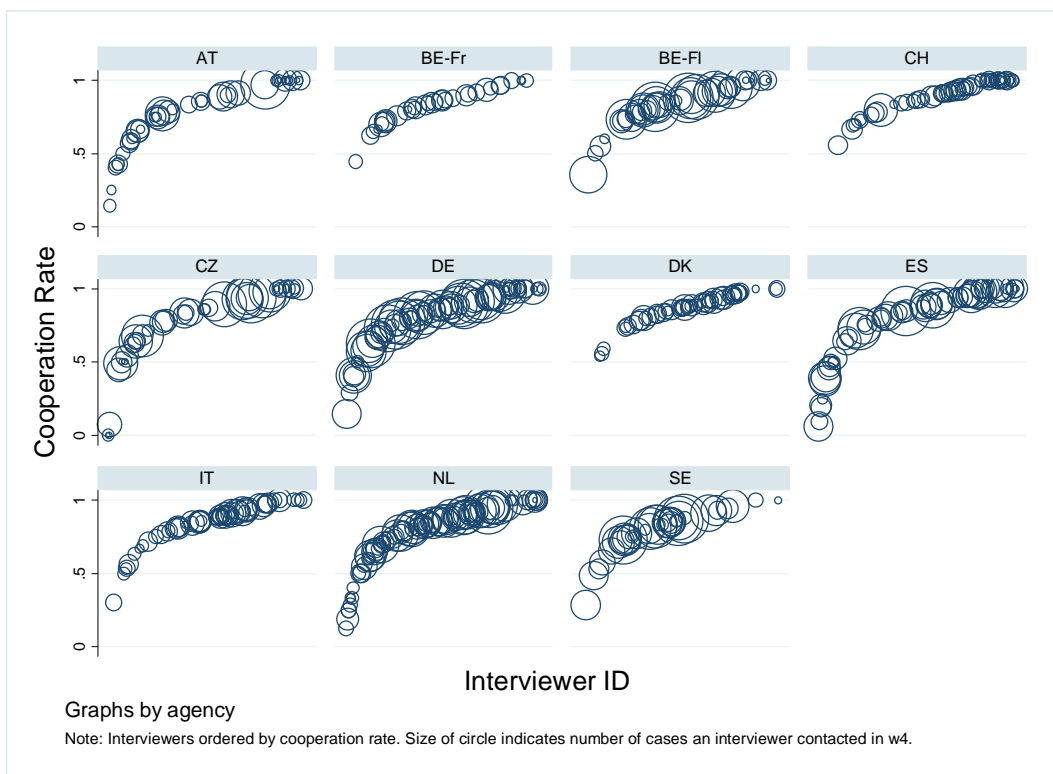 AT BE-Fr BE-Fl CH
1
.5
0
CZ DE DK ES
1
.5
0
IT NL SE
1
.5
0
Cooperation Rate
Interviewer ID
Graphs by agency
Note: Interviewers ordered by cooperation rate. Size of circle indicates number of cases an interviewer contacted in w4.